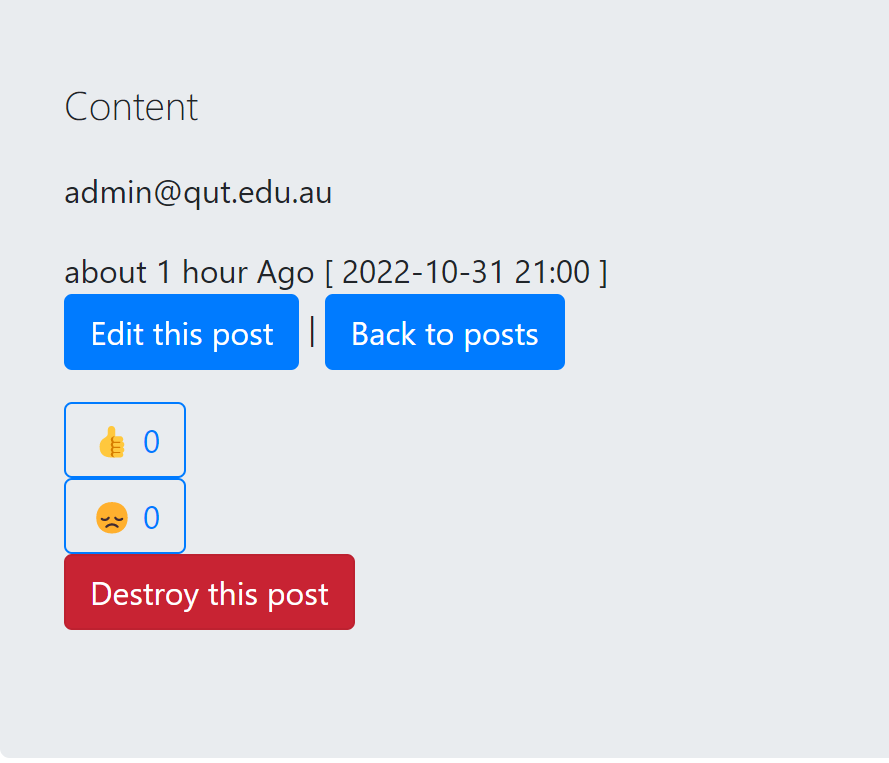 Content
admin@qut.edu.au
about 1 hour Ago [ 2022-10-31 21:00 ]
Edit this post | Back to posts
👍 0
😞 0
Destroy this post